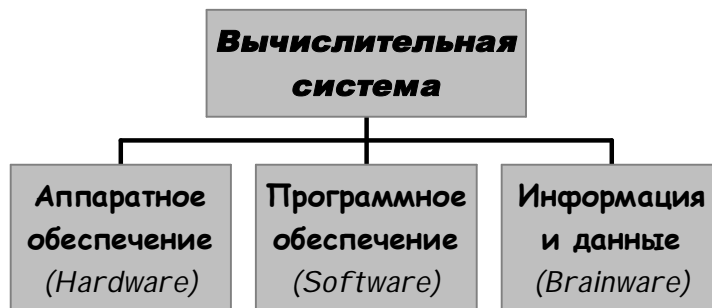 Вычислительная
система
Аппаратное
обеспечение
(Hardware)
Программное
обеспечение
(Software)
Информация
и данные
(Brainware)